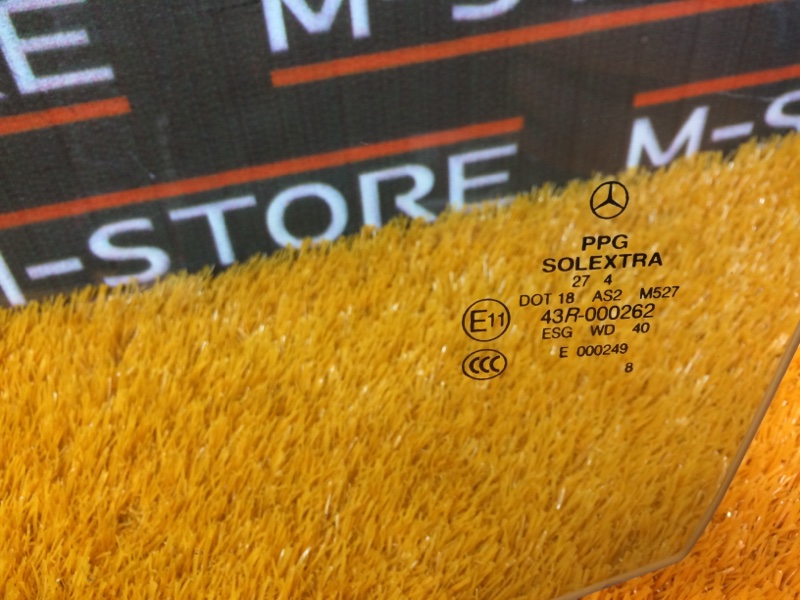 RE
M-STORE
M-STORE
M-S
PPG
SOLEXTRA
27 4
DOT 18 AS2 M527
E11
43R-000262
ESG WD 40
CCC
E 000249
8